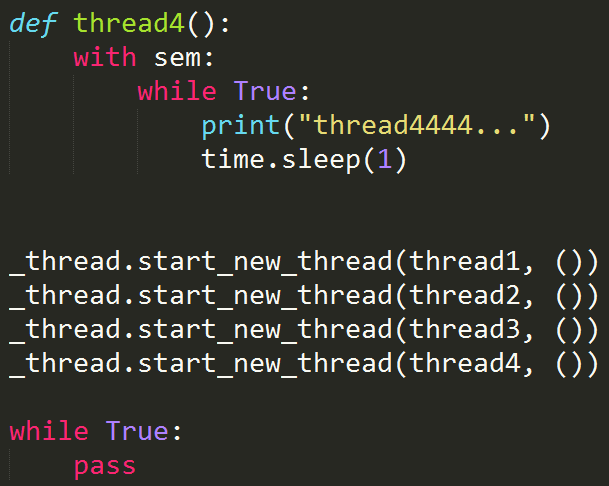 def thread4():
    with sem:
        while True:
            print("thread4444...")
            time.sleep(1)
_thread.start_new_thread(thread1, ())
_thread.start_new_thread(thread2, ())
_thread.start_new_thread(thread3, ())
_thread.start_new_thread(thread4, ())
while True:
    pass